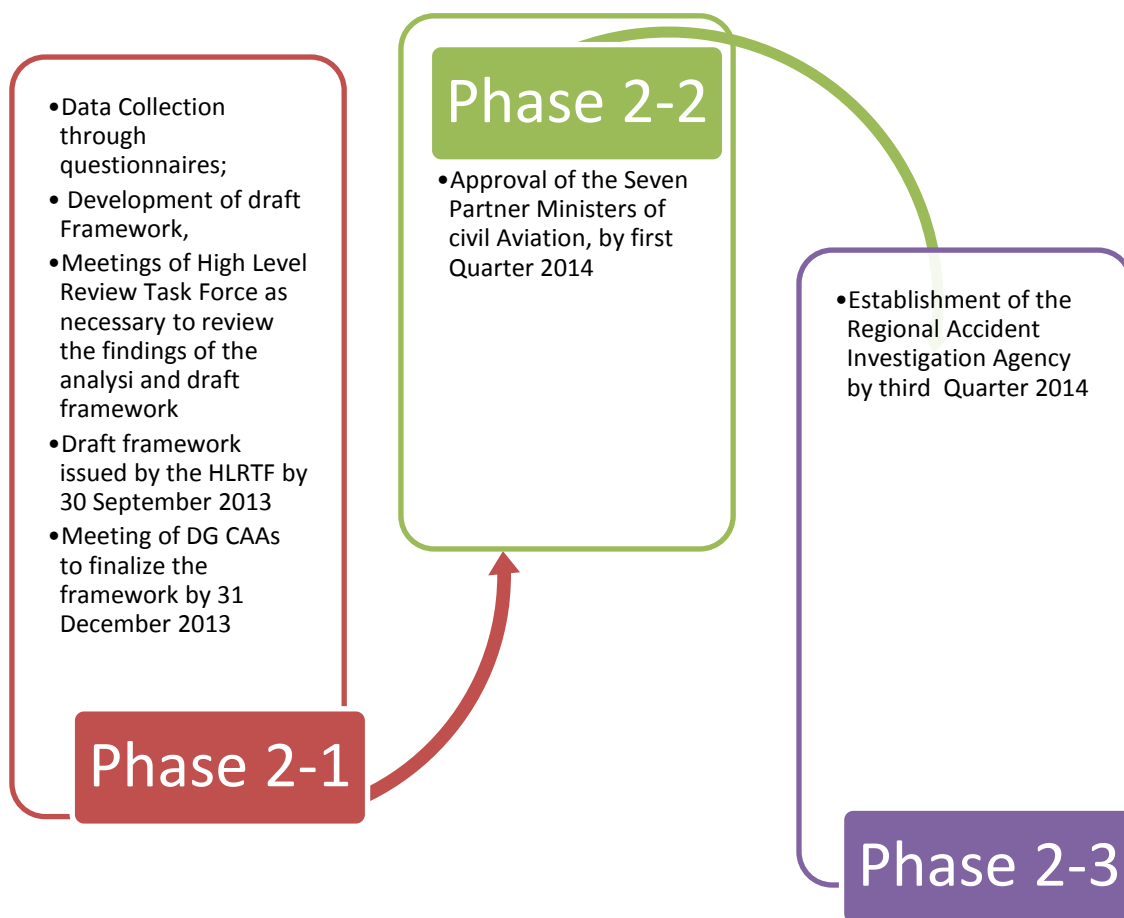 •Data Collection
through
questionnaires;
• Development of draft
Framework,
•Meetings of High Level
Review Task Force as
necessary to review
the findings of the
analysi and draft
framework
•Draft framework
issued by the HLRTF by
30 September 2013
•Meeting of DG CAAs
to finalize the
framework by 31
December 2013
Phase 2-1
Phase 2-2
•Approval of the Seven
Partner Ministers of
civil Aviation, by first
Quarter 2014
•Establishment of the
Regional Accident
Investigation Agency
by third  Quarter 2014
Phase 2-3